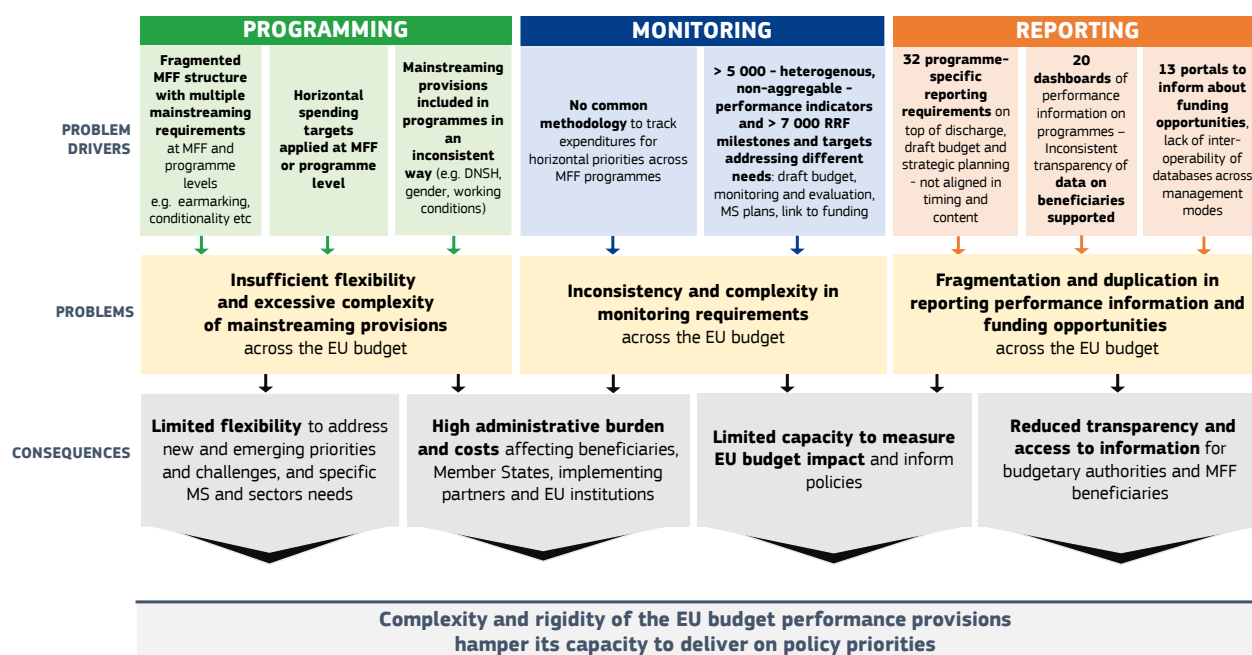 PROGRAMMING
MONITORING
REPORTING
PROBLEM
DRIVERS
Fragmented
MFF structure
with multiple
mainstreaming
requirements
at MFF and
programme
levels
e.g. earmarking,
conditionality etc
Horizontal
spending
targets
applied at MFF
or programme
level
Mainstreaming
provisions
included in
programmes in
an
inconsistent
way (e.g. DNSH,
gender, working
conditions)
No common
methodology to track
expenditures for
horizontal priorities across
MFF programmes
> 5 000 - heterogenous,
non-aggregable -
performance indicators
and > 7 000 RRF
milestones and targets
addressing different
needs: draft budget,
monitoring and evaluation,
MS plans, link to funding
32 programme-
specific
reporting
requirements on
top of discharge,
draft budget and
strategic planning
- not aligned in
timing and
content
20
dashboards of
performance
information on
programmes –
Inconsistent
transparency of
data on
beneficiaries
supported
13 portals to
inform about
funding
opportunities,
lack of inter-
operability of
databases across
management
modes
PROBLEMS
Insufficient flexibility
and excessive complexity
of mainstreaming provisions
across the EU budget
Inconsistency and complexity in
monitoring requirements
across the EU budget
Fragmentation and duplication in
reporting performance information and
funding opportunities
across the EU budget
CONSEQUENCES
Limited flexibility to address
new and emerging priorities
and challenges, and specific
MS and sectors needs
High administrative burden
and costs affecting beneficiaries,
Member States, implementing
partners and EU institutions
Limited capacity to measure
EU budget impact and inform
policies
Reduced transparency and
access to information for
budgetary authorities and MFF
beneficiaries
Complexity and rigidity of the EU budget performance provisions
hamper its capacity to deliver on policy priorities